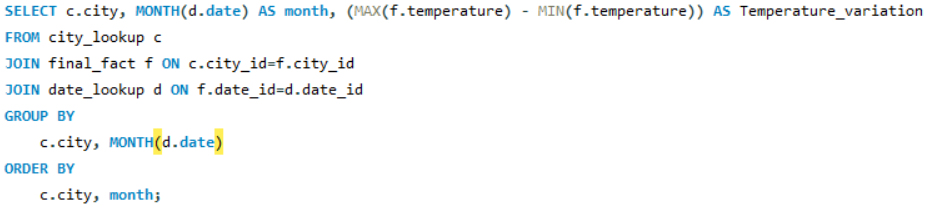 SELECT c.city, MONTH(d.date) AS month, (MAX(f.temperature) - MIN(f.temperature)) AS Temperature_variation
FROM city_lookup c
JOIN final_fact f ON c.city_id=f.city_id
JOIN date_lookup d ON f.date_id=d.date_id
GROUP BY
    c.city, MONTH(d.date)
ORDER BY
    c.city, month;